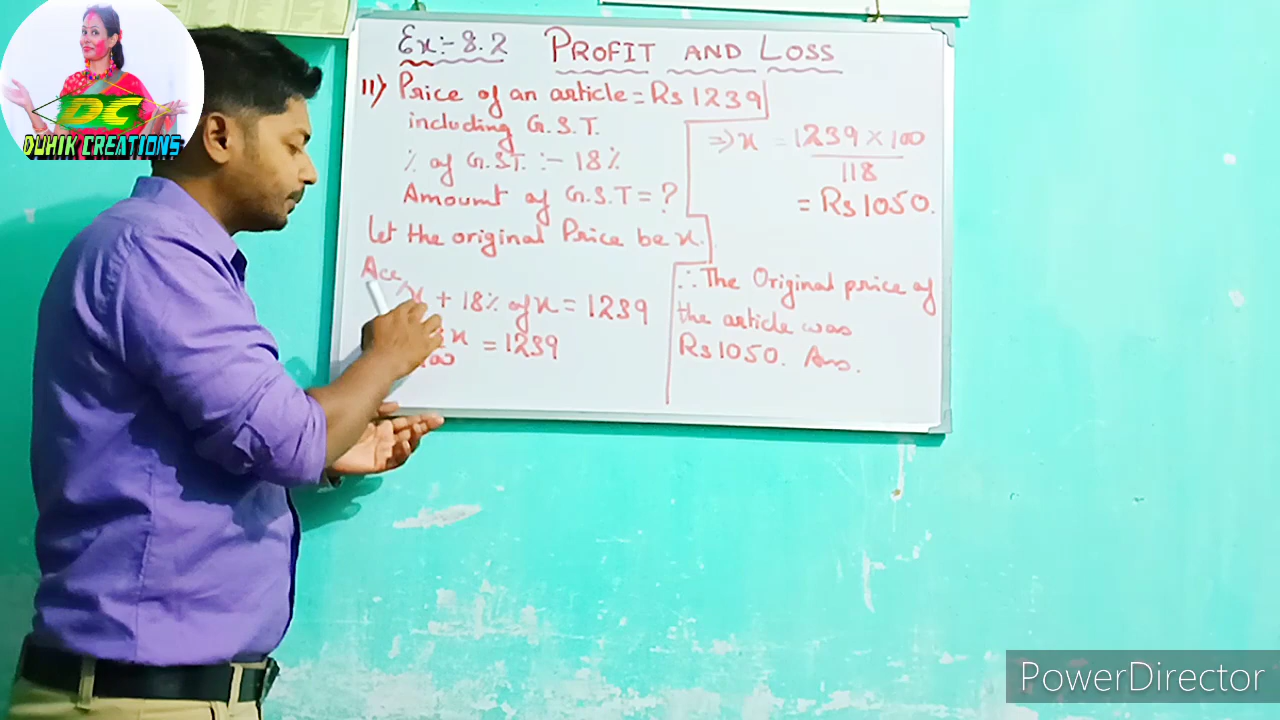 DC
DUHIK CREATIONS
Ex:- 8.2 PROFIT AND LOSS
11) Price of an article = Rs 1239
including G.S.T.
% of G.S.T. :- 18%
Amount of G.S.T = ?
Let the original Price be x.
Acc
x + 18% of x = 1239
x = 1239
100
=> x = 1239 × 100
118
= Rs 1050.
∴ The Original price of
the article was
Rs 1050. Ans.
PowerDirector